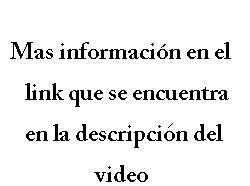 Mas información en el
link que se encuentra
en la descripción del
video